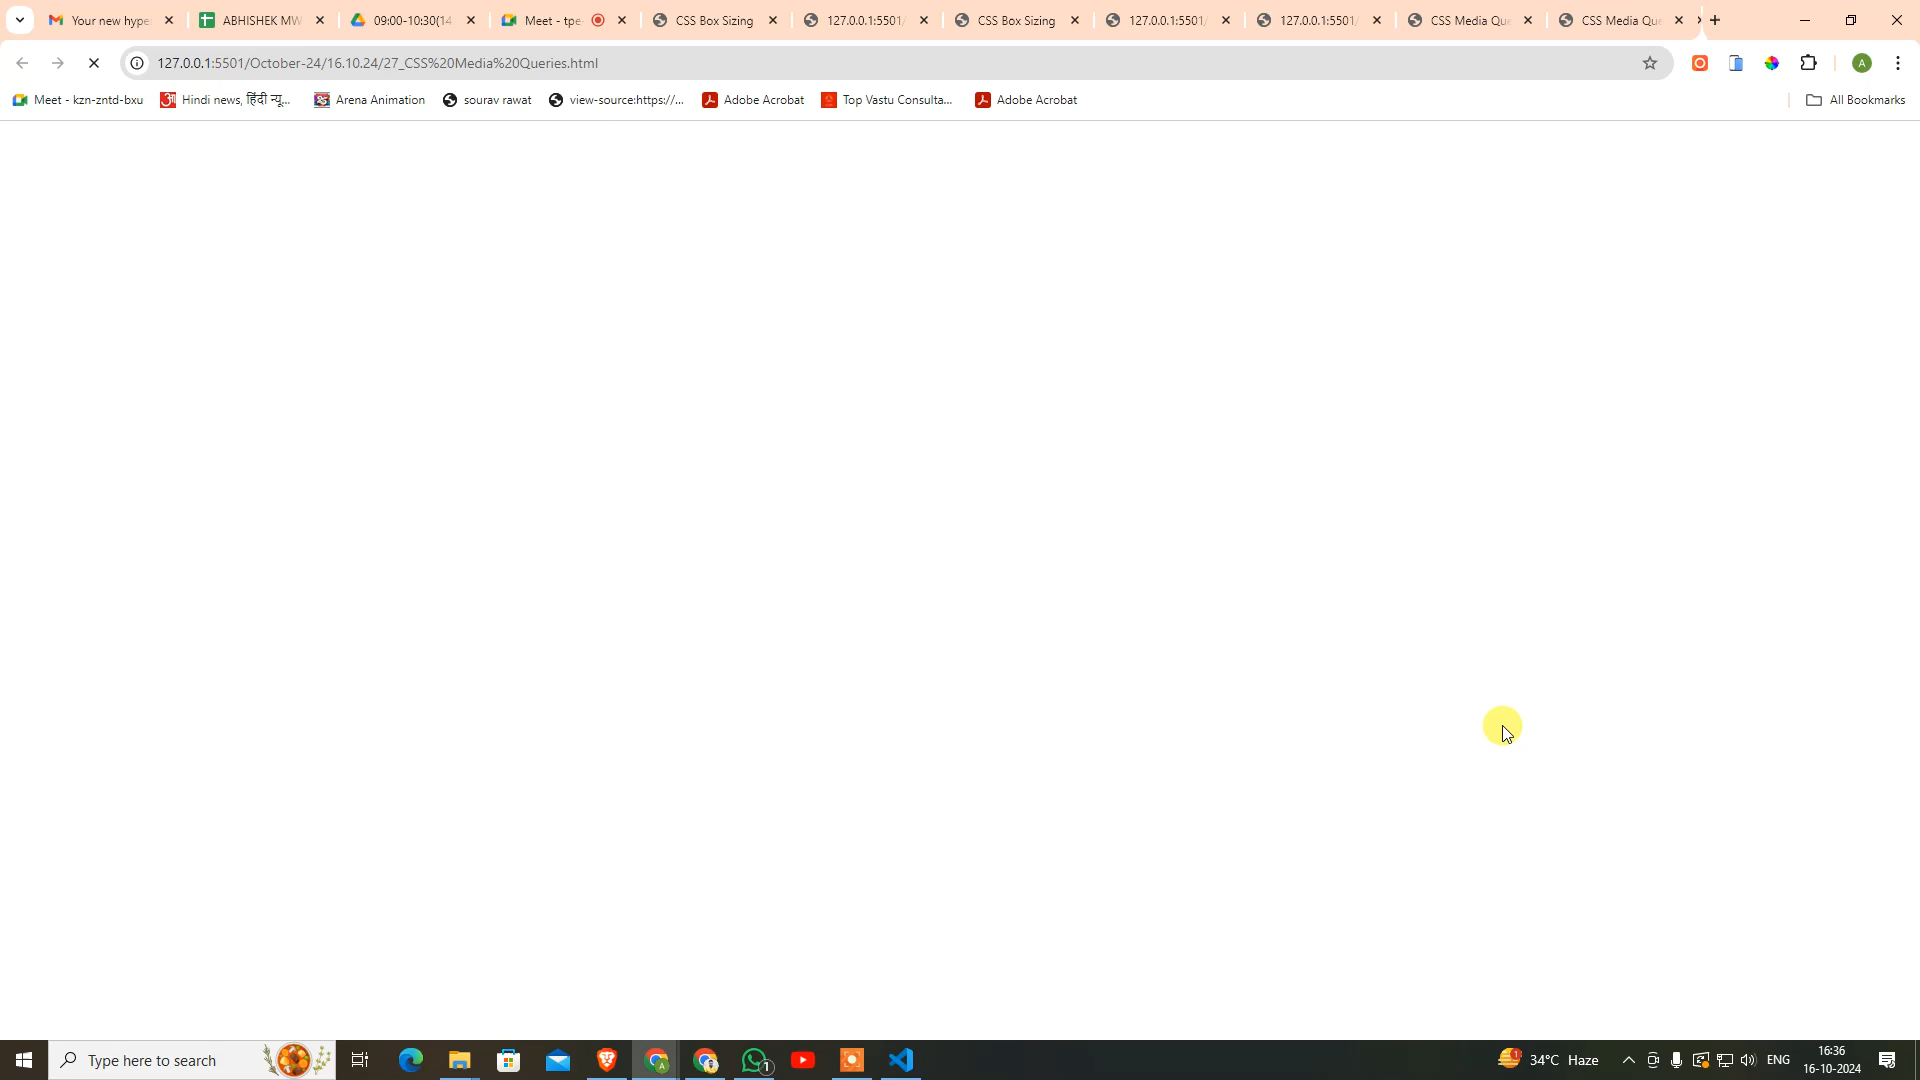 Your new hype
ABHISHEK MW
09:00-10:30(14
Meet - tpe
CSS Box Sizing
127.0.0.1:5501/
CSS Box Sizing
127.0.0.1:5501/
127.0.0.1:5501/
CSS Media Que
CSS Media Que
127.0.0.1:5501/October-24/16.10.24/27_CSS%20Media%20Queries.html
A
Meet - kzn-zntd-bxu
Hindi news, हिंदी न्यू...
Arena Animation
sourav rawat
view-source:https://...
Adobe Acrobat
Top Vastu Consulta...
Adobe Acrobat
All Bookmarks
Type here to search
A
1
1
34°C Haze
ENG
16:36
16-10-2024